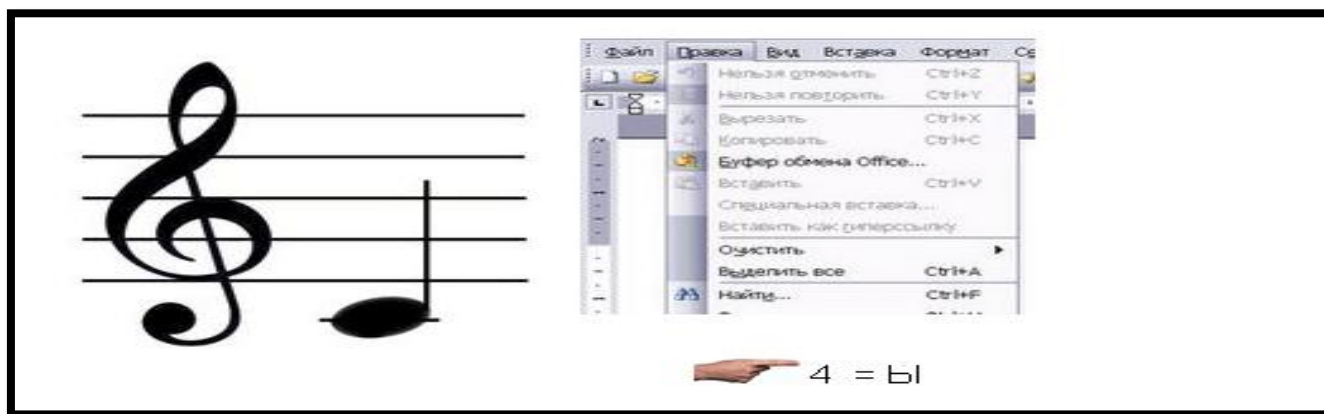 Файл Правка Вид Вставка Формат
Нельзя отменить Ctrl+Z
Нельзя повторить Ctrl+Y
Вырезать Ctrl+X
Копировать Ctrl+C
Буфер обмена Office...
Вставить Ctrl+V
Специальная вставка...
Вставить как гиперссылку
Очистить
Выделить все Ctrl+A
Найти... Ctrl+F
4 = Ы